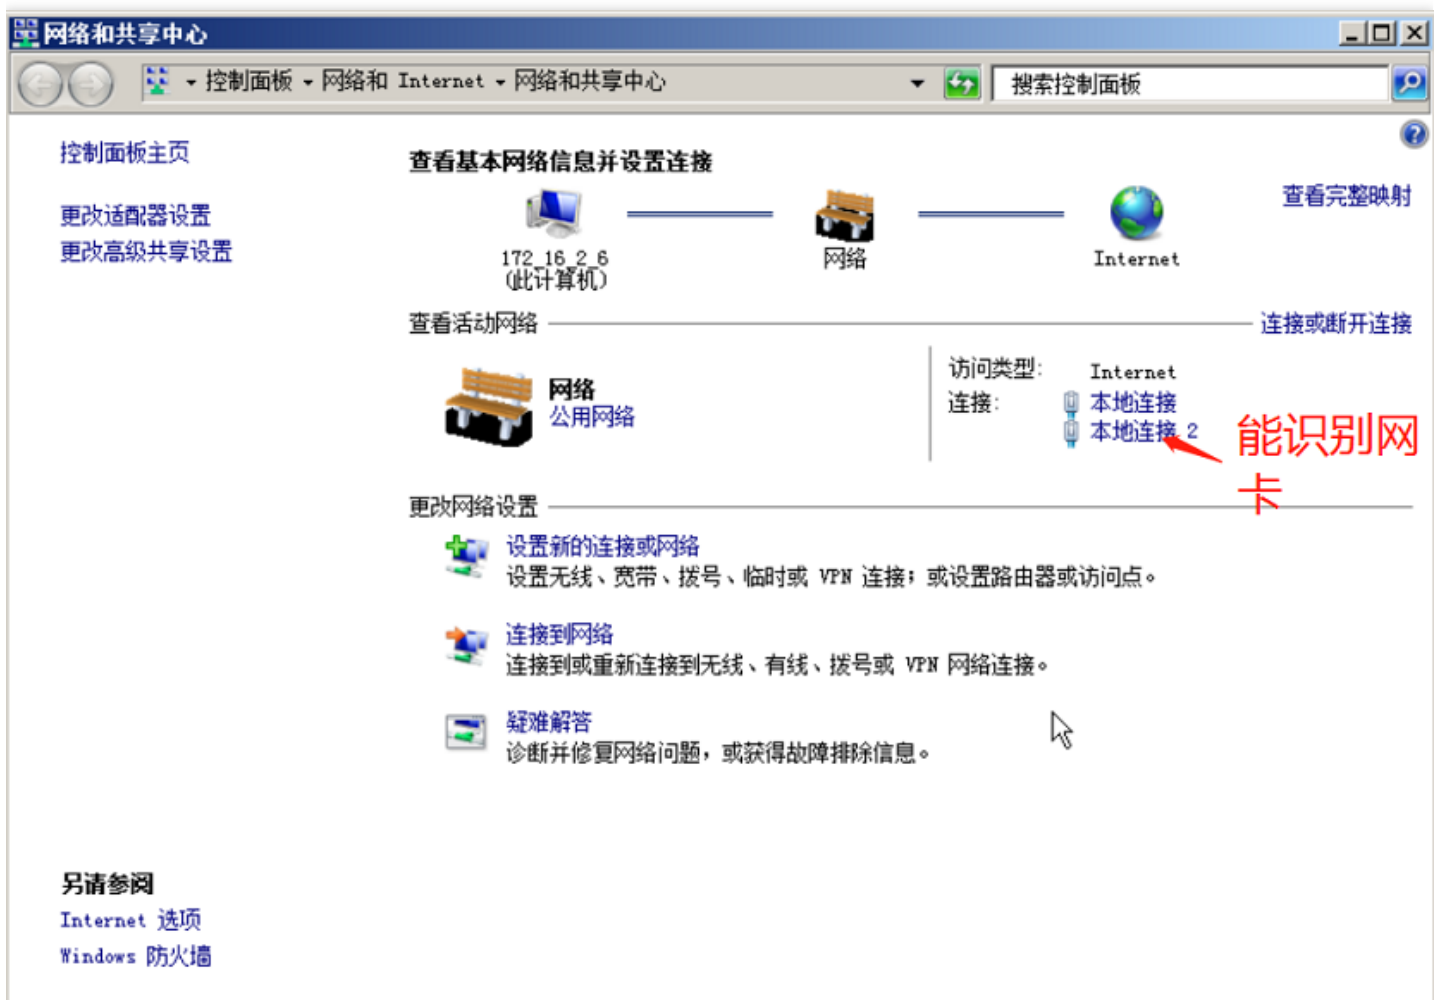 网络和共享中心
控制面板 网络和 Internet 网络和共享中心
搜索控制面板
控制面板主页
更改适配器设置
更改高级共享设置
查看基本网络信息并设置连接
查看完整映射
172_16_2_6
(此计算机)
网络
Internet
查看活动网络
连接或断开连接
网络
公用网络
访问类型:
Internet
连接:
本地连接
本地连接 2
能识别网
卡
更改网络设置
设置新的连接或网络
设置无线、宽带、拨号、临时或 VPN 连接；或设置路由器或访问点。
连接到网络
连接到或重新连接到无线、有线、拨号或 VPN 网络连接。
疑难解答
诊断并修复网络问题，或获得故障排除信息。
另请参阅
Internet 选项
Windows 防火墙